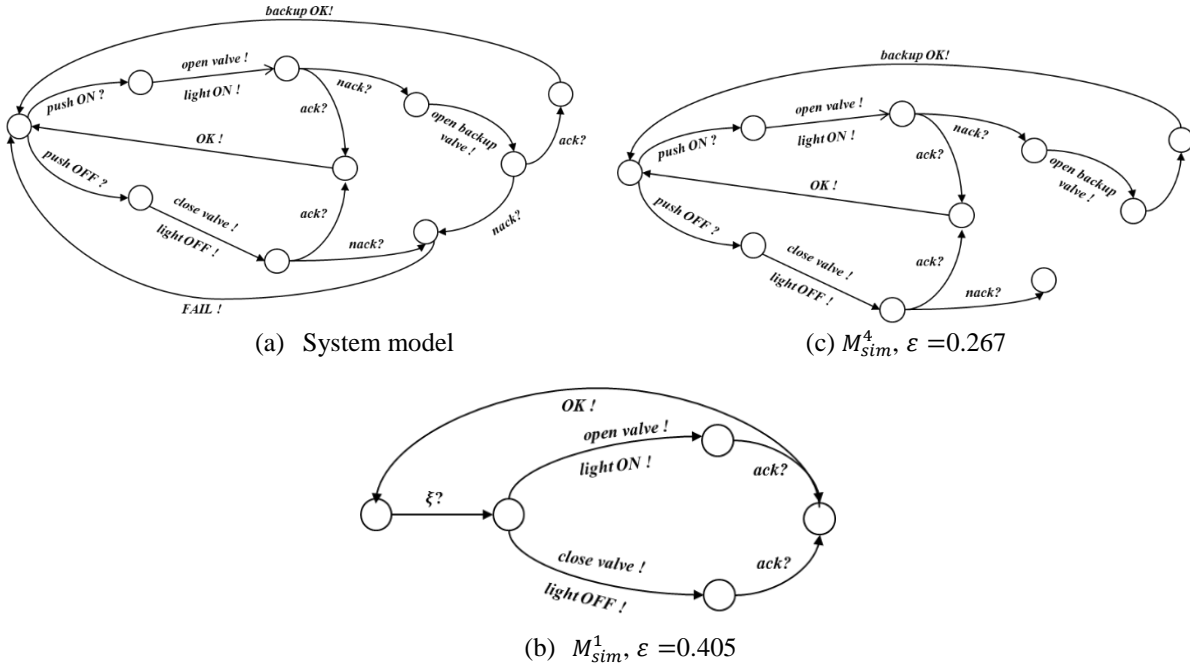 backup OK!
open valve !
light ON !
push ON ?
nack?
ack?
open backup
valve !
ack?
OK !
push OFF ?
close valve !
light OFF !
ack?
nack?
nack?
FAIL !
(a) System model
backup OK!
open valve !
light ON !
push ON ?
nack?
ack?
open backup
valve !
OK !
push OFF ?
close valve !
light OFF !
ack?
nack?
(c) M⁴sim, ε =0.267
OK !
open valve !
light ON !
ack?
ξ?
close valve !
light OFF !
ack?
(b) M¹sim, ε =0.405